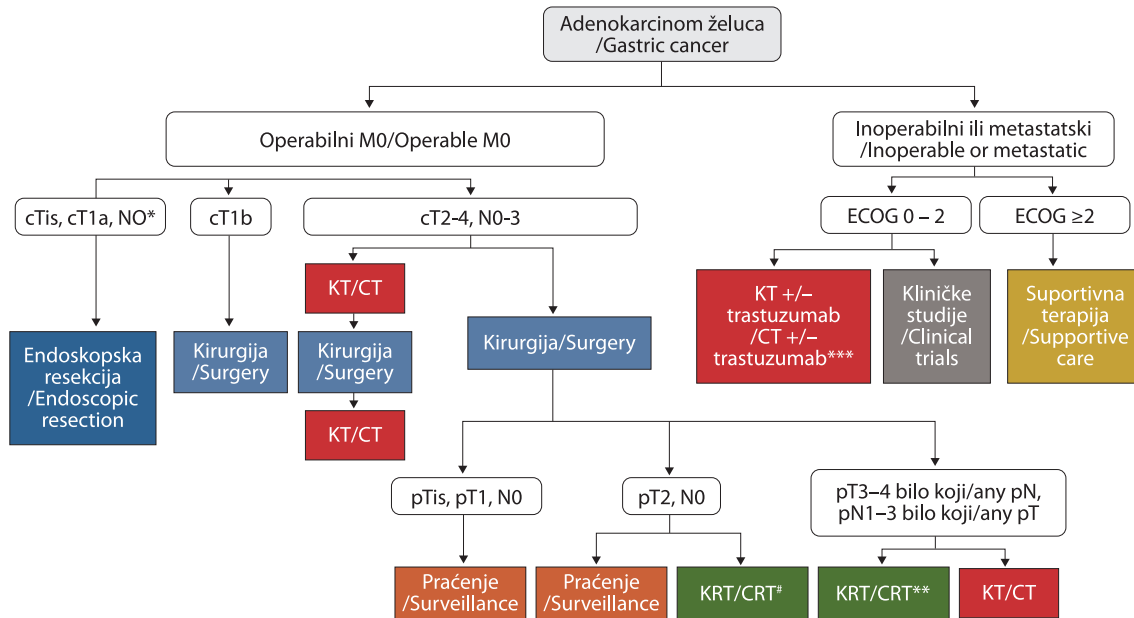 Adenokarcinom želuca
/Gastric cancer
Operabilni M0/Operable M0
Inoperabilni ili metastatski
/Inoperable or metastatic
cTis, cT1a, NO*
cT1b
cT2-4, N0-3
ECOG 0 – 2
ECOG ≥2
KT/CT
KT +/–
trastuzumab
/CT +/–
trastuzumab***
Kliničke
studije
/Clinical
trials
Suportivna
terapija
/Supportive
care
Endoskopska
resekcija
/Endoscopic
resection
Kirurgija
/Surgery
Kirurgija/
/Surgery
Kirurgija/Surgery
KT/CT
pTis, pT1, N0
pT2, N0
pT3–4 bilo koji/any pN,
pN1–3 bilo koji/any pT
Praćenje
/Surveillance
Praćenje
/Surveillance
KRT/CRT#
KRT/CRT**
KT/CT